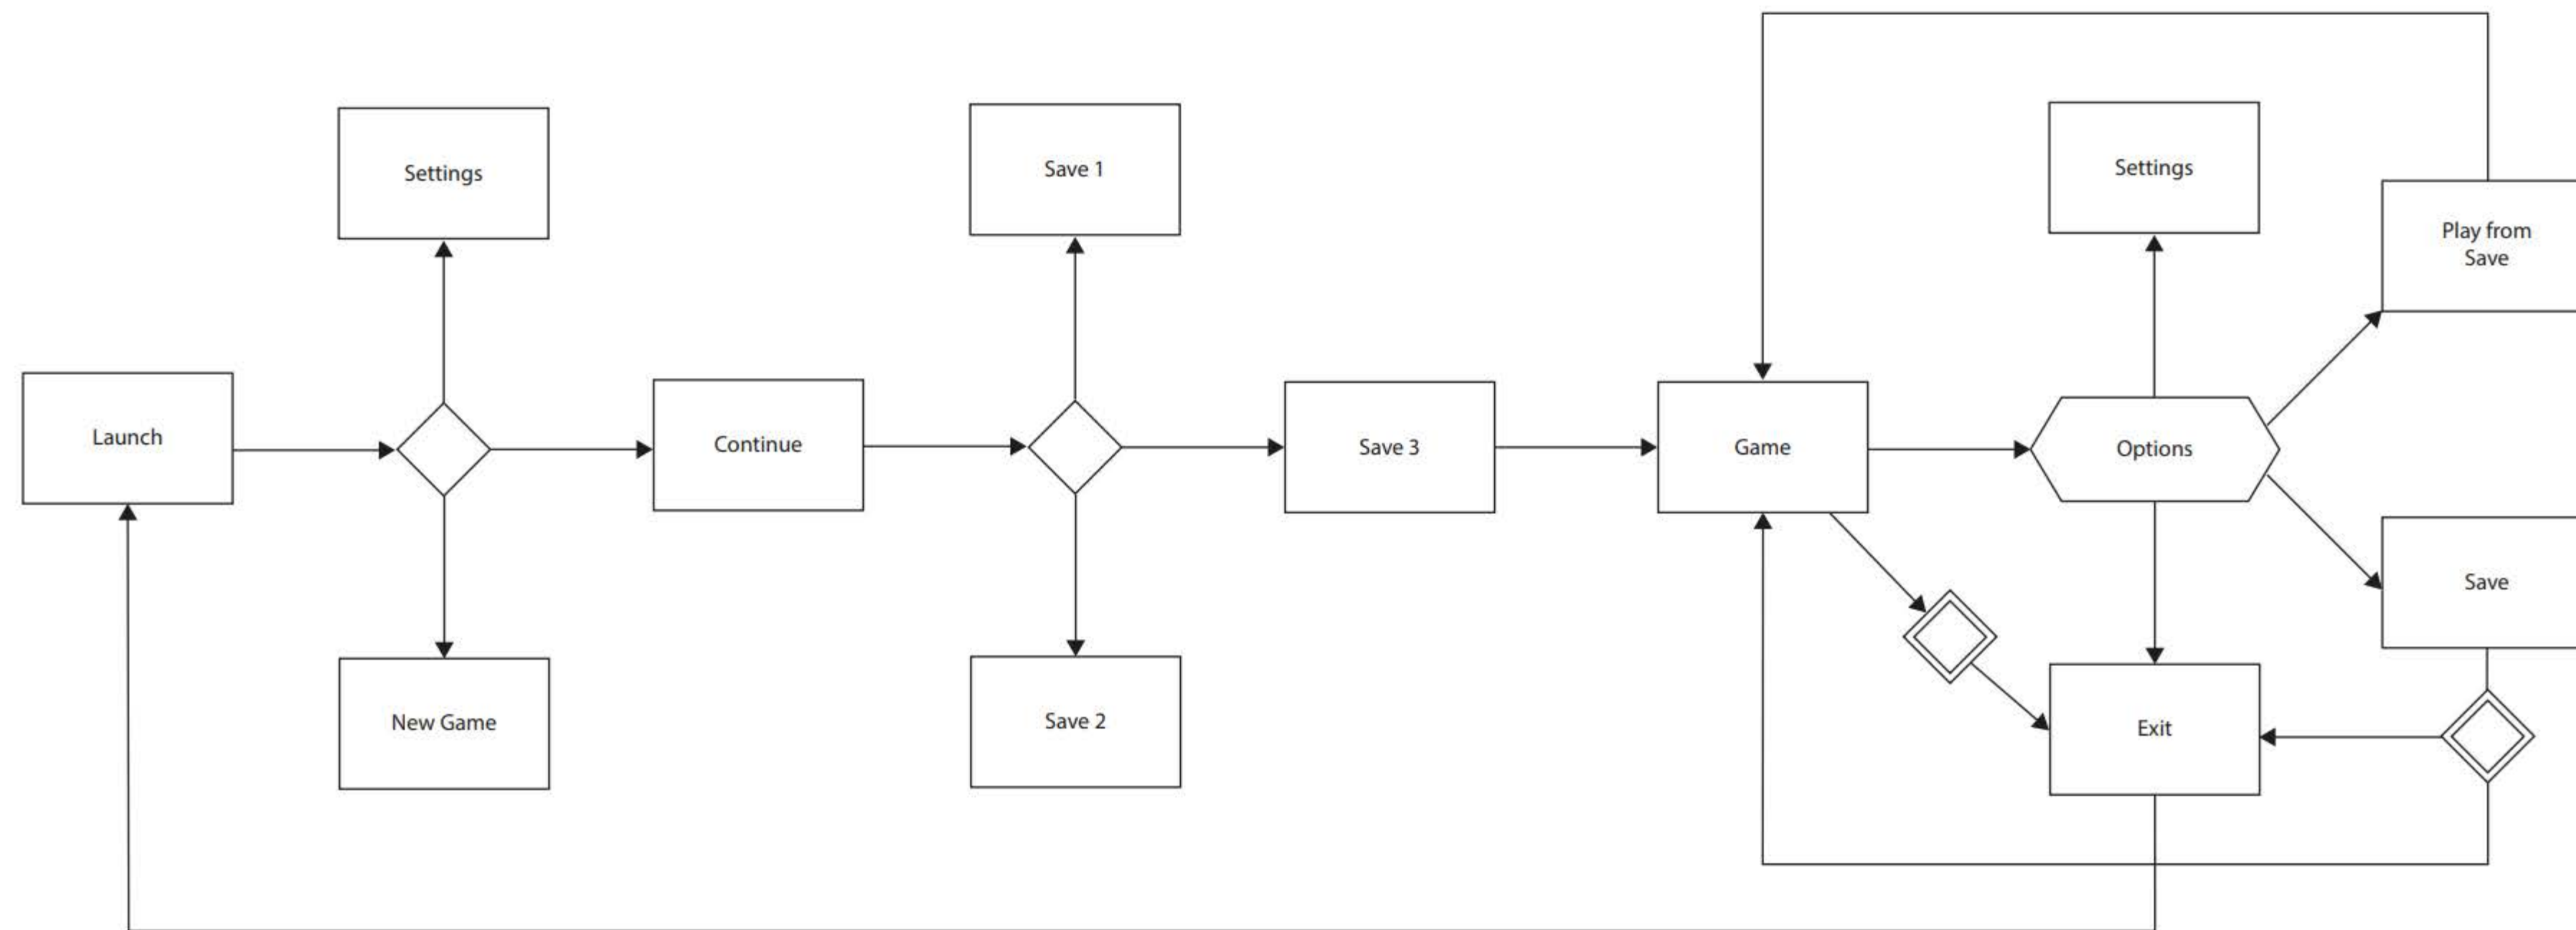 Launch
Settings
New Game
Continue
Save 1
Save 2
Save 3
Game
Options
Settings
Play from
Save
Save
Exit